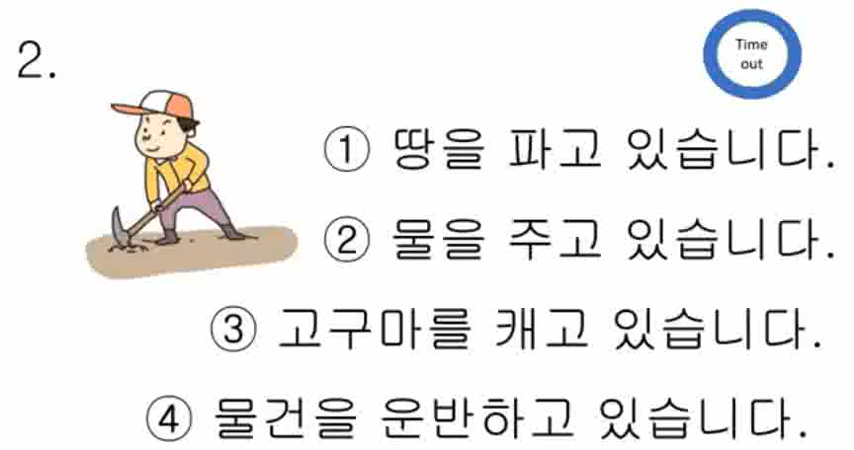 2.
Time
out
① 땅을 파고 있습니다.
② 물을 주고 있습니다.
③ 고구마를 캐고 있습니다.
④ 물건을 운반하고 있습니다.